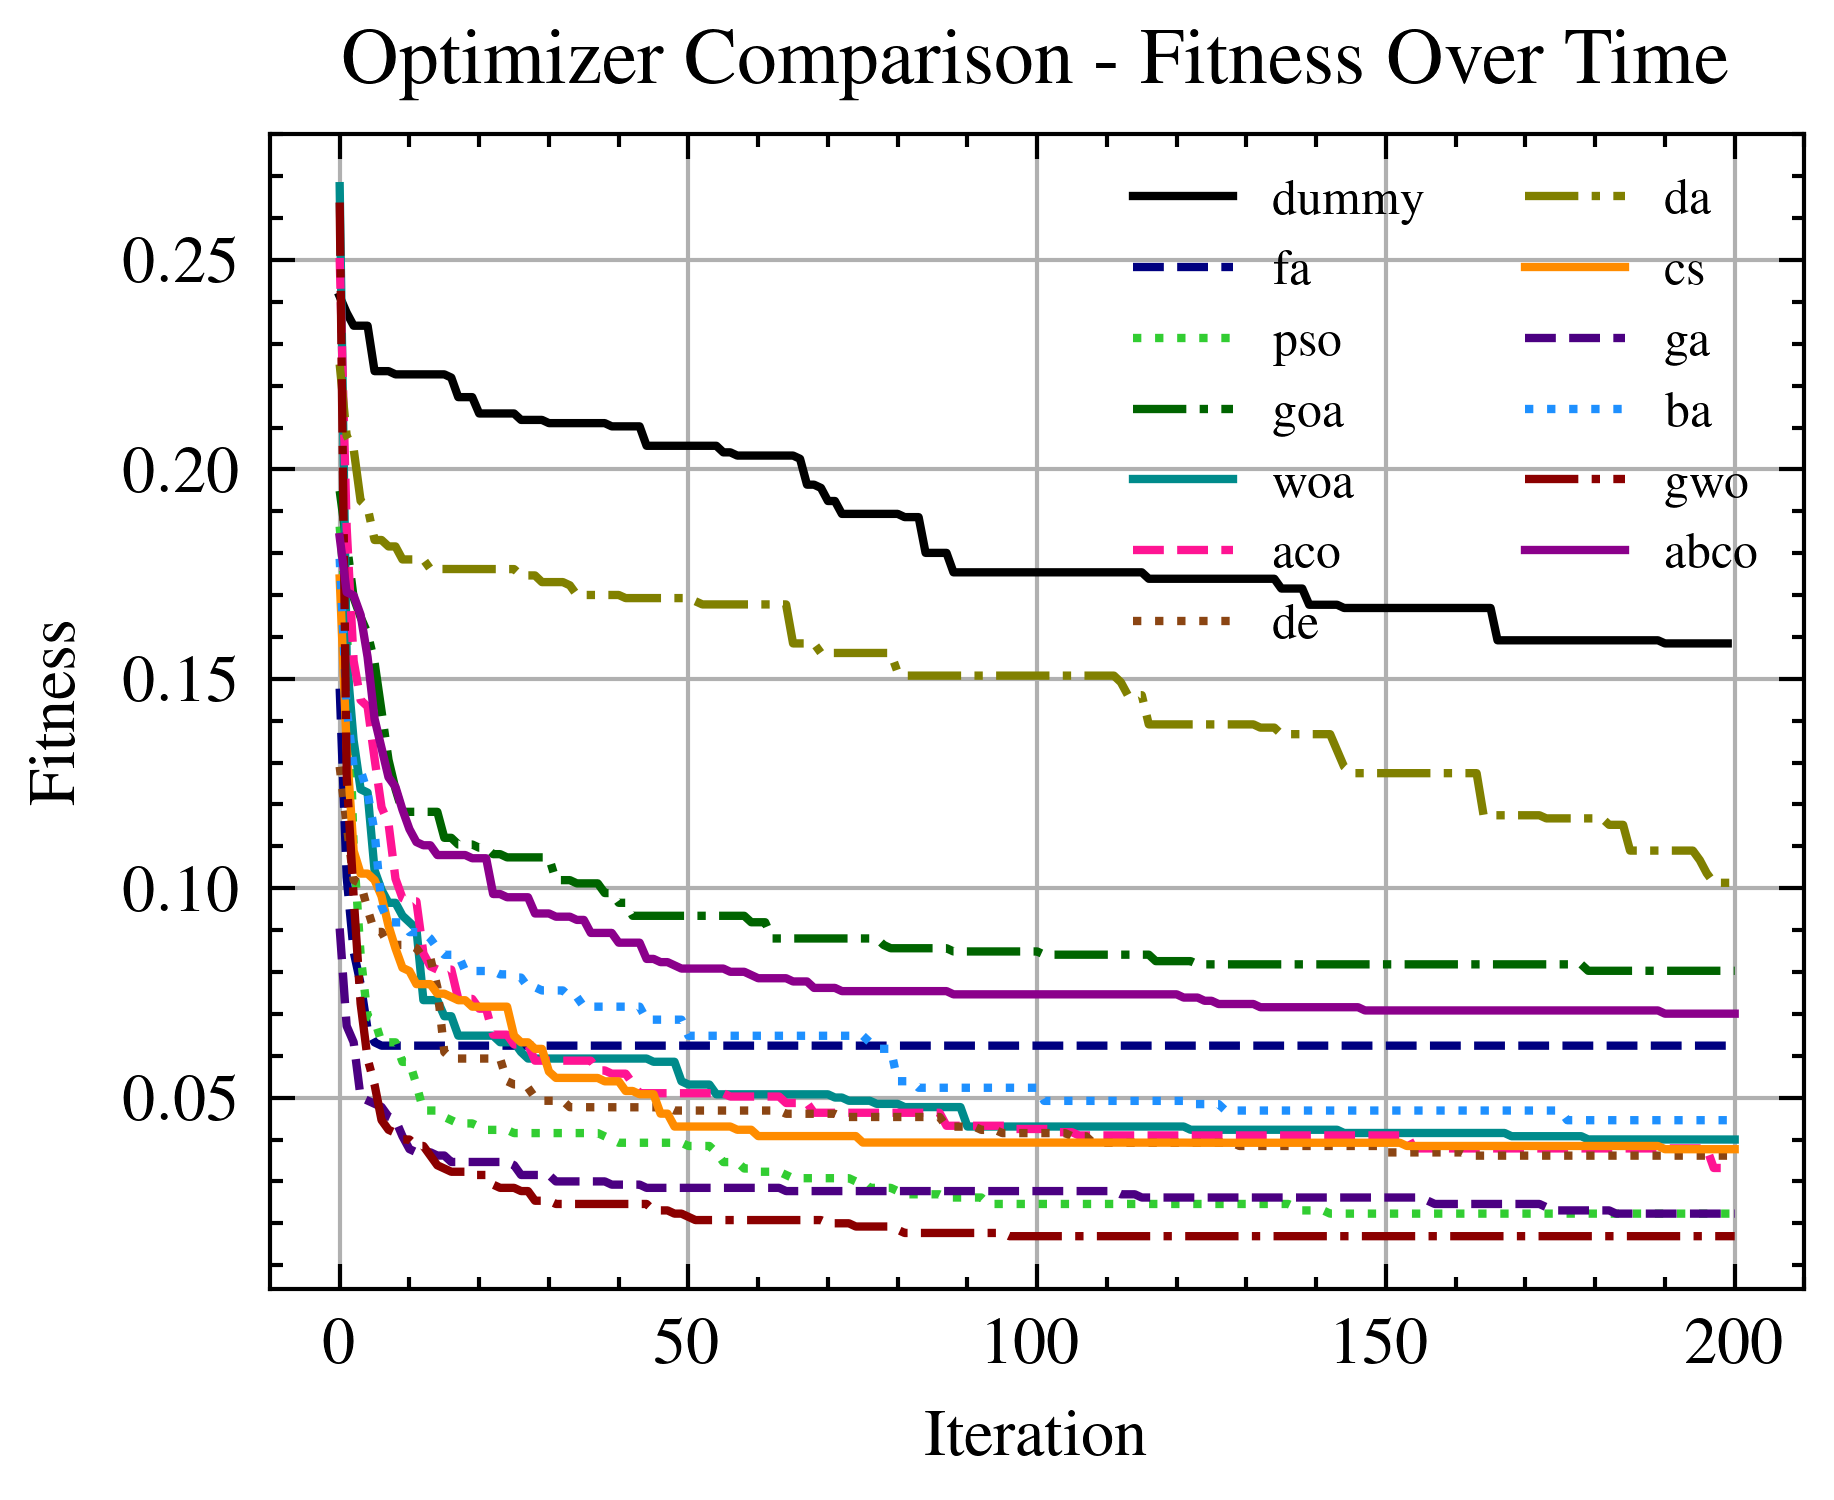 Optimizer Comparison - Fitness Over Time
Fitness
0.25
0.20
0.15
0.10
0.05
0
50
100
150
200
Iteration
dummy
fa
pso
goa
woa
aco
de
da
cs
ga
ba
gwo
abco